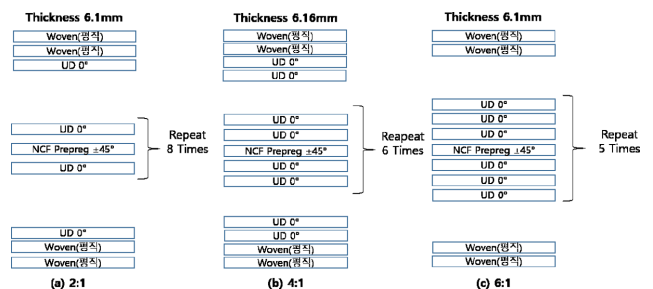 Thickness 6.1mm
Woven(평직)
Woven(평직)
UD 0°
UD 0°
NCF Prepreg ±45°
UD 0°
Repeat
8 Times
UD 0°
Woven(평직)
Woven(평직)
(a) 2:1
Thickness 6.16mm
Woven(평직)
Woven(평직)
UD 0°
UD 0°
UD 0°
UD 0°
NCF Prepreg ±45°
UD 0°
UD 0°
Reapeat
6 Times
UD 0°
UD 0°
Woven(평직)
Woven(평직)
(b) 4:1
Thickness 6.1mm
Woven(평직)
Woven(평직)
UD 0°
UD 0°
UD 0°
NCF Prepreg ±45°
UD 0°
UD 0°
UD 0°
Repeat
5 Times
Woven(평직)
Woven(평직)
(c) 6:1